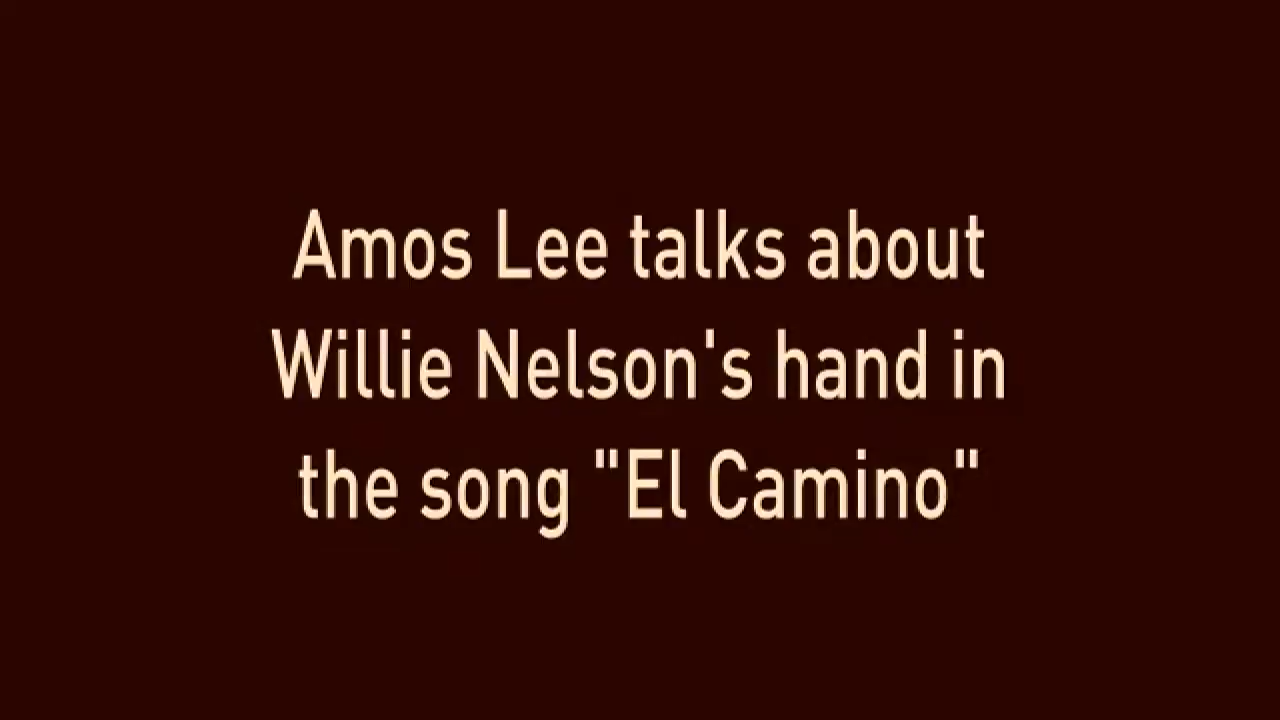 Amos Lee talks about
Willie Nelson's hand in
the song "El Camino"